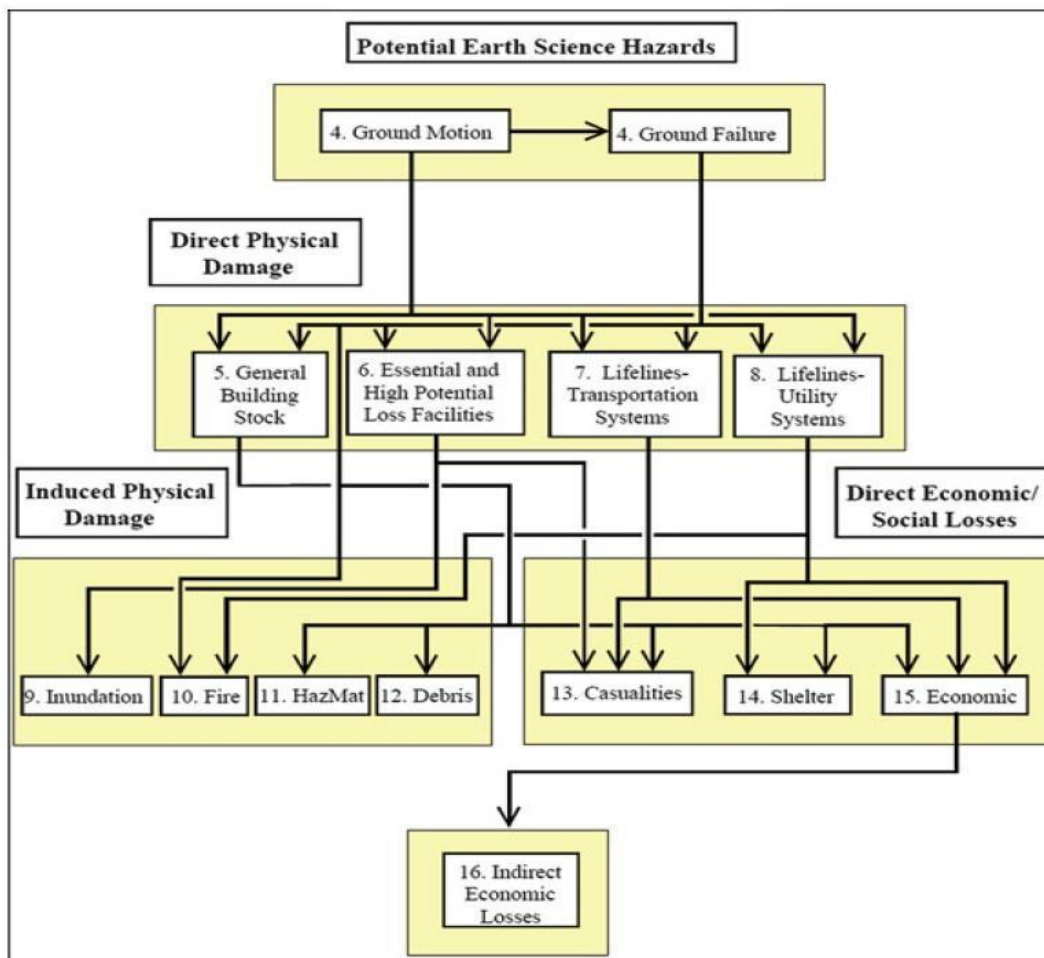 Potential Earth Science Hazards
4. Ground Motion
4. Ground Failure
Direct Physical
Damage
5. General
Building
Stock
6. Essential and
High Potential
Loss Facilities
7. Lifelines-
Transportation
Systems
8. Lifelines-
Utility
Systems
Induced Physical
Damage
Direct Economic/
Social Losses
9. Inundation
10. Fire
11. HazMat
12. Debris
13. Casualities
14. Shelter
15. Economic
16. Indirect
Economic
Losses